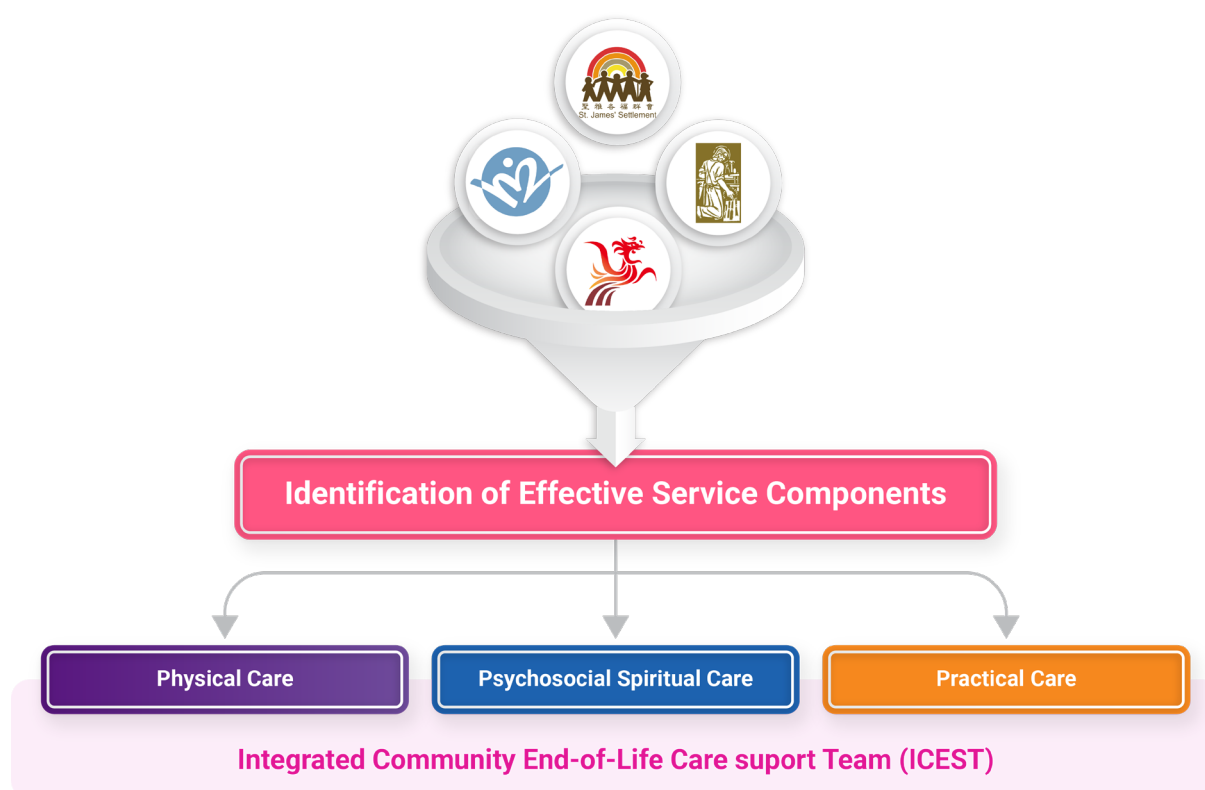 聖雅各福群會
St. James' Settlement
Identification of Effective Service Components
Physical Care
Psychosocial Spiritual Care
Practical Care
Integrated Community End-of-Life Care suport Team (ICEST)